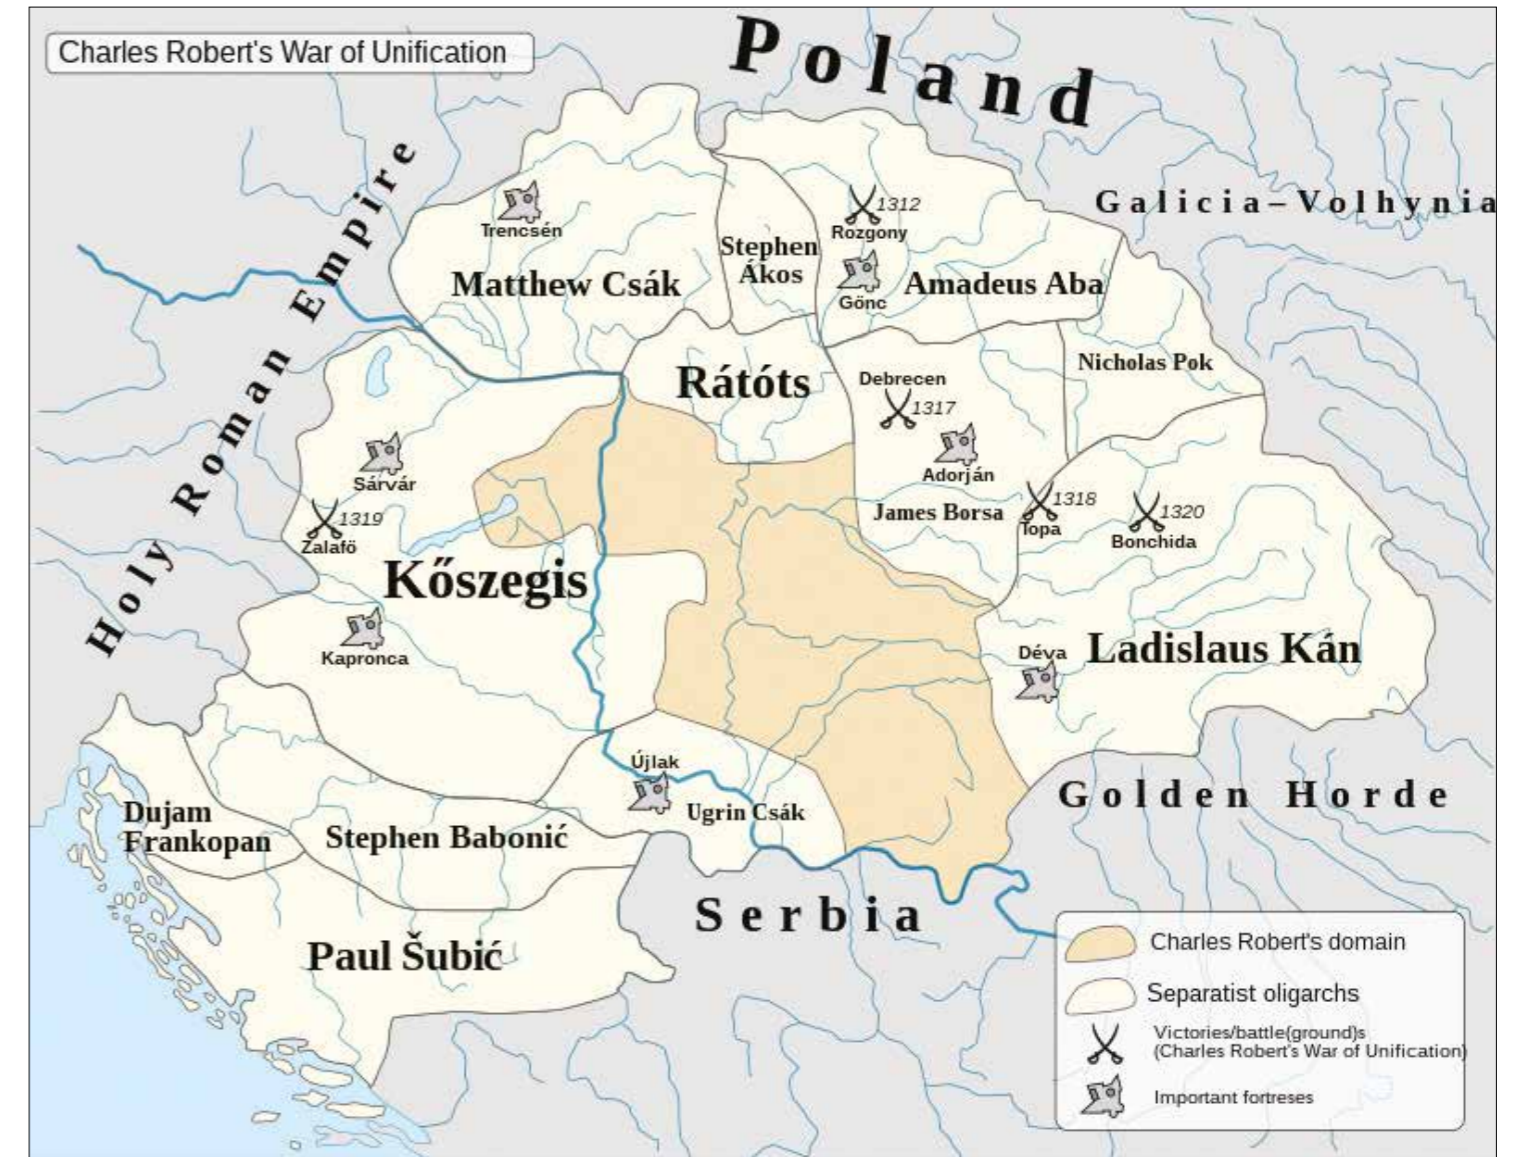 Charles Robert's War of Unification
Poland
Holy Roman Empire
Galicia–Volhynia
Trencsén
Matthew Csák
Stephen
Ákos
1312
Rozgony
Gönc
Amadeus Aba
Nicholas Pok
Rátóts
Debrecen
1317
Adorján
James Borsa
Sárvár
1319
Zalafö
Kőszegis
Kapronca
1318
Topa
1320
Bonchida
Déva
Ladislaus Kán
Újlak
Ugrin Csák
Golden Horde
Dujam
Frankopan
Stephen Babonić
Serbia
Paul Šubić
Charles Robert's domain
Separatist oligarchs
Victories/battle(ground)s
(Charles Robert's War of Unification)
Important fortreses